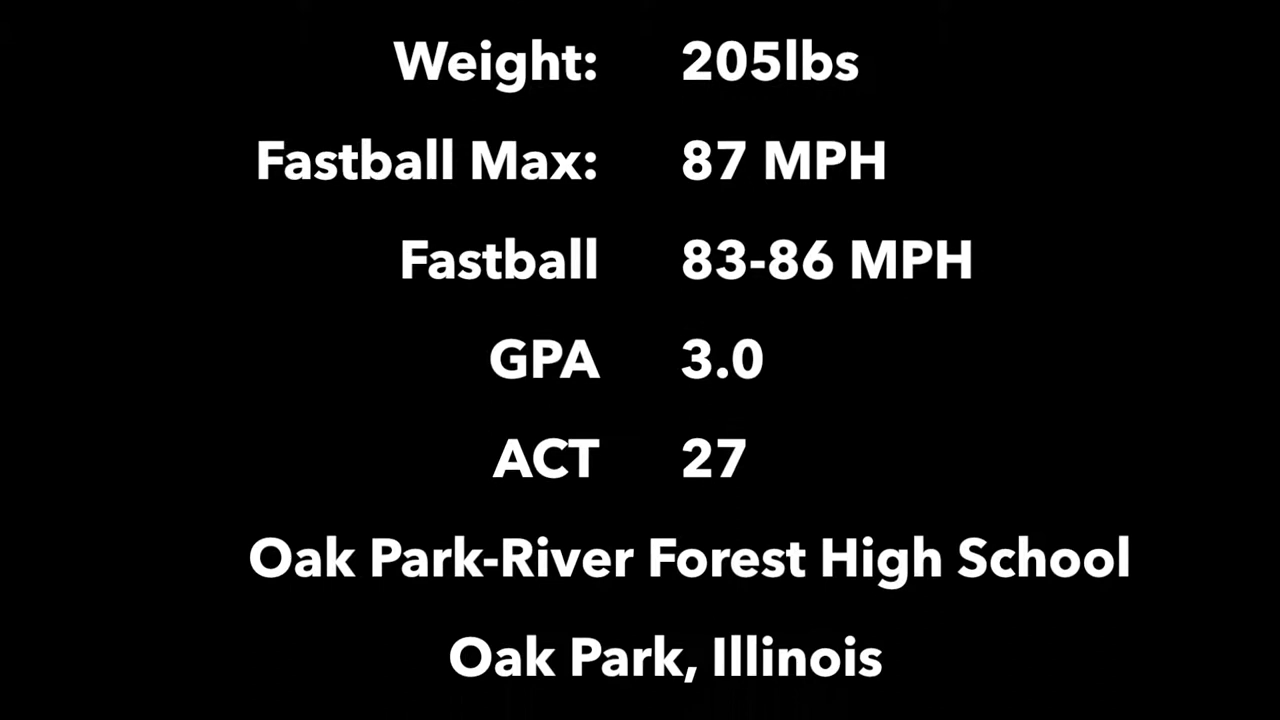 Weight: 205lbs
Fastball Max: 87 MPH
Fastball 83-86 MPH
GPA 3.0
ACT 27
Oak Park-River Forest High School
Oak Park, Illinois